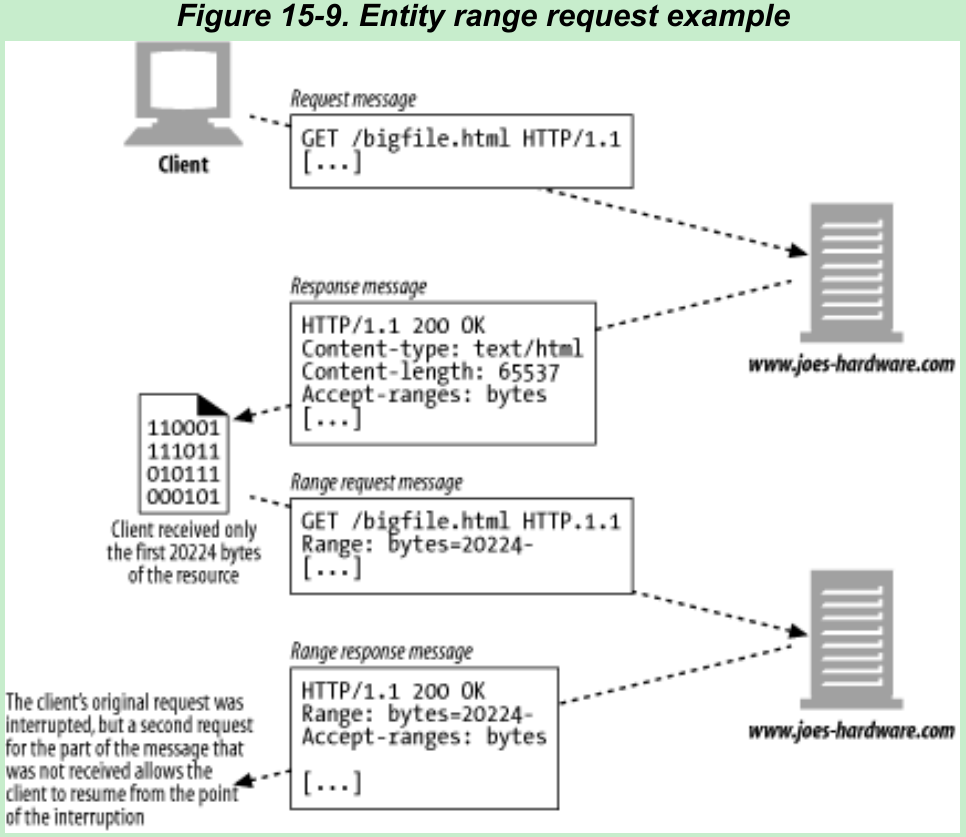 Figure 15-9. Entity range request example
Request message
GET /bigfile.html HTTP/1.1
[...]
Client
Response message
HTTP/1.1 200 OK
Content-type: text/html
Content-length: 65537
Accept-ranges: bytes
[...]
www.joes-hardware.com
110001
111011
010111
000101
Client received only
the first 20224 bytes
of the resource
Range request message
GET /bigfile.html HTTP.1.1
Range: bytes=20224-
[...]
Range response message
HTTP/1.1 200 OK
Range: bytes=20224-
Accept-ranges: bytes
[...]
www.joes-hardware.com
The client's original request was
interrupted, but a second request
for the part of the message that
was not received allows the
client to resume from the point
of the interruption